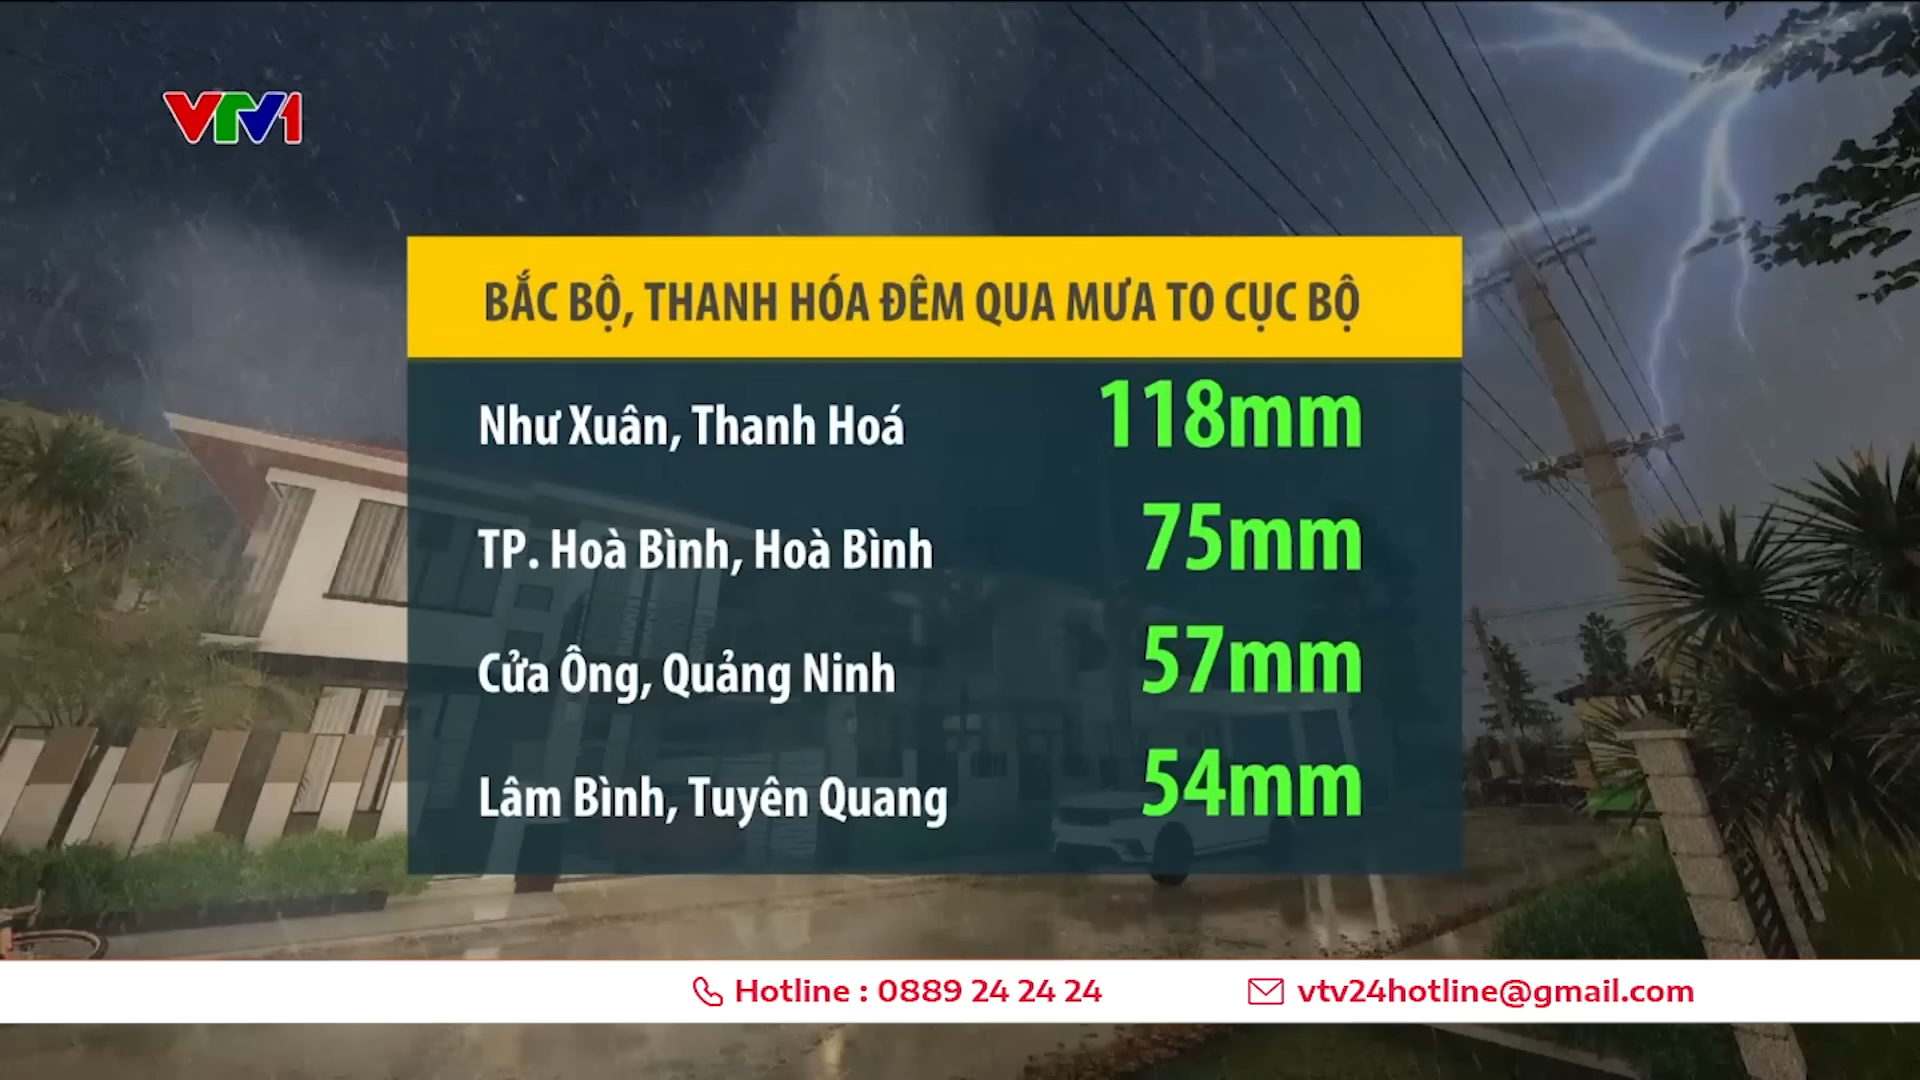 VTV1
BẮC BỘ, THANH HÓA ĐÊM QUA MƯA TO CỤC BỘ
Như Xuân, Thanh Hoá 118mm
TP. Hoà Bình, Hoà Bình 75mm
Cửa Ông, Quảng Ninh 57mm
Lâm Bình, Tuyên Quang 54mm
Hotline : 0889 24 24 24 vtv24hotline@gmail.com